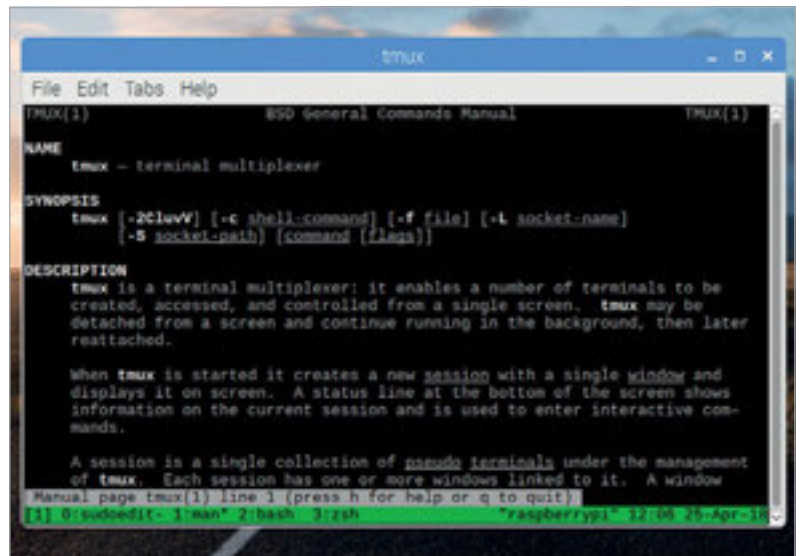 tmux
File Edit Tabs Help
TMUX(1) BSD General Commands Manual TMUX(1)
NAME
tmux — terminal multiplexer
SYNOPSIS
tmux [-2CluvV] [-c shell-command] [-f file] [-L socket-name]
[-S socket-path] [command [flags]]
DESCRIPTION
tmux is a terminal multiplexer: it enables a number of terminals to be
created, accessed, and controlled from a single screen. tmux may be
detached from a screen and continue running in the background, then later
reattached.
When tmux is started it creates a new session with a single window and
displays it on screen. A status line at the bottom of the screen shows
information on the current session and is used to enter interactive com-
mands.
A session is a single collection of pseudo terminals under the management
of tmux. Each session has one or more windows linked to it. A window
Manual page tmux(1) line 1 (press h for help or q to quit)
[1] 0:sudoedit- 1:man* 2:bash 3:zsh "raspberrypi" 12:06 25-Apr-18